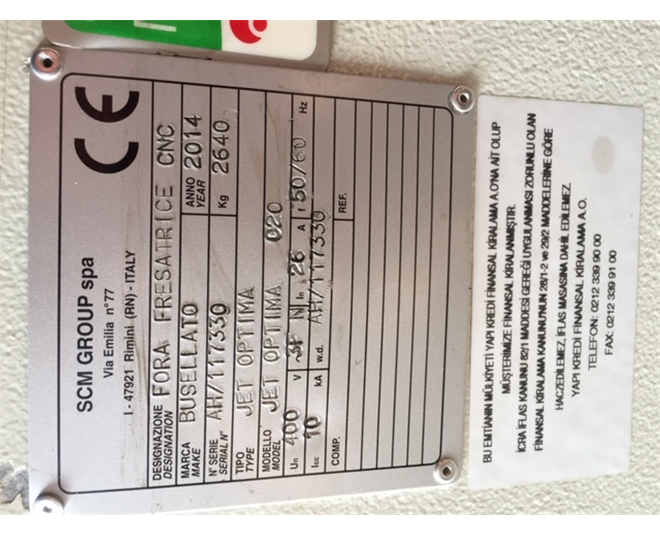 CE
SCM GROUP spa
Via Emilia n°77
I - 47921 Rimini (RN) - ITALY
DESIGNAZIONE
DESIGNATION
FORA FRESATRICE CNC
MARCA
MAKE
BUSELLATO
ANNO
YEAR
2014
N° SERIE
SERIAL N°
AH/117330
Kg
2640
TIPO
TYPE
JET OPTIMA
MODELLO
MODEL
JET OPTIMA C20
Un 400 V 3F N In 26 A f 50/60 Hz
Icc 10 kA w.d. AH/117330
COMP. REF.
BU EMTİANIN MÜLKİYETİ YAPI KREDİ FİNANSAL KİRALAMA A.O'NA AİT OLUP
MÜŞTERİMİZE FİNANSAL KİRALANMIŞTIR.
İCRA İFLAS KANUNU 82/1 MADDESİ GEREĞİ UYGULANMASI ZORUNLU OLAN
FİNANSAL KİRALAMA KANUNU'NUN 28/1-2 ve 29/2 MADDELERİNE GÖRE
HACZEDİLEMEZ, İFLAS MASASINA DAHİL EDİLEMEZ.
YAPI KREDİ FİNANSAL KİRALAMA A.O.
TELEFON: 0212 339 90 00
FAX: 0212 339 91 00